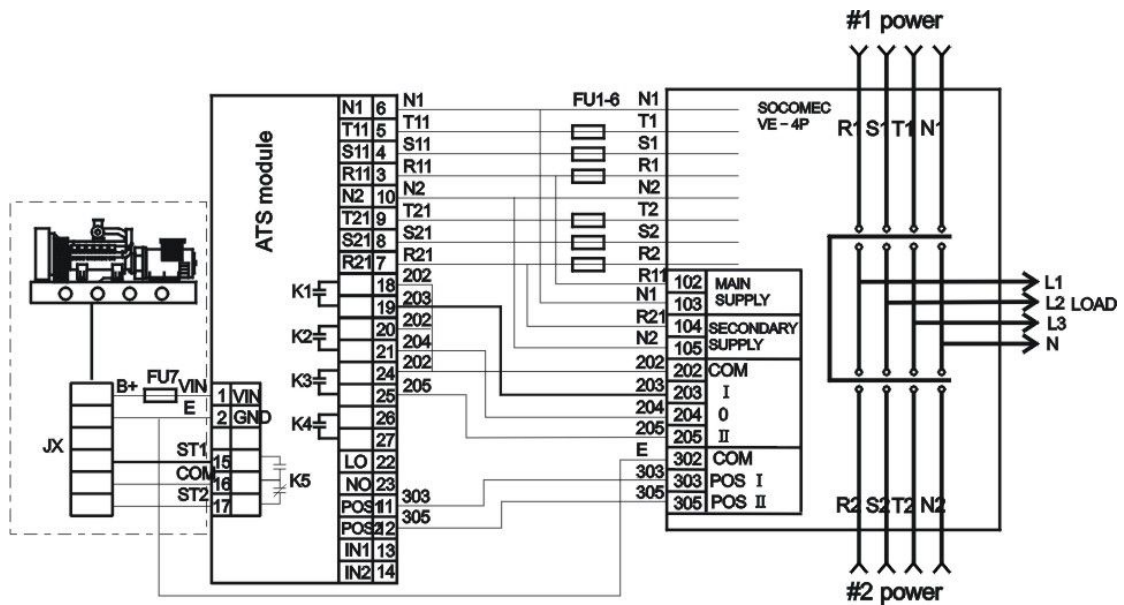 #1 power
ATS module
N1 6 N1
T11 5 T11
S11 4 S11
R11 3 R11
N2 10 N2
T21 9 T21
S21 8 S21
R21 7 R21
18 202
K1
19 203
20 202
K2
21 204
24 202
K3
25 205
26
K4
27
LO 22
NO 23
POS1 11 303
POS2 12 305
IN1 13
IN2 14
B+ FU7 VIN 1 VIN
E 2 GND
JX
ST1 15
COM 16
K5
ST2 17
FU1-6 N1
T1
S1
R1
N2
T2
S2
R2
SOCOMEC
VE - 4P
R1 S1 T1 N1
R11 102 MAIN
N1 103 SUPPLY
R21 104 SECONDARY
N2 105 SUPPLY
202 202 COM
203 203 I
204 204 0
205 205 II
E 302 COM
303 303 POS I
305 305 POS II
L1
L2 LOAD
L3
N
R2 S2 T2 N2
#2 power